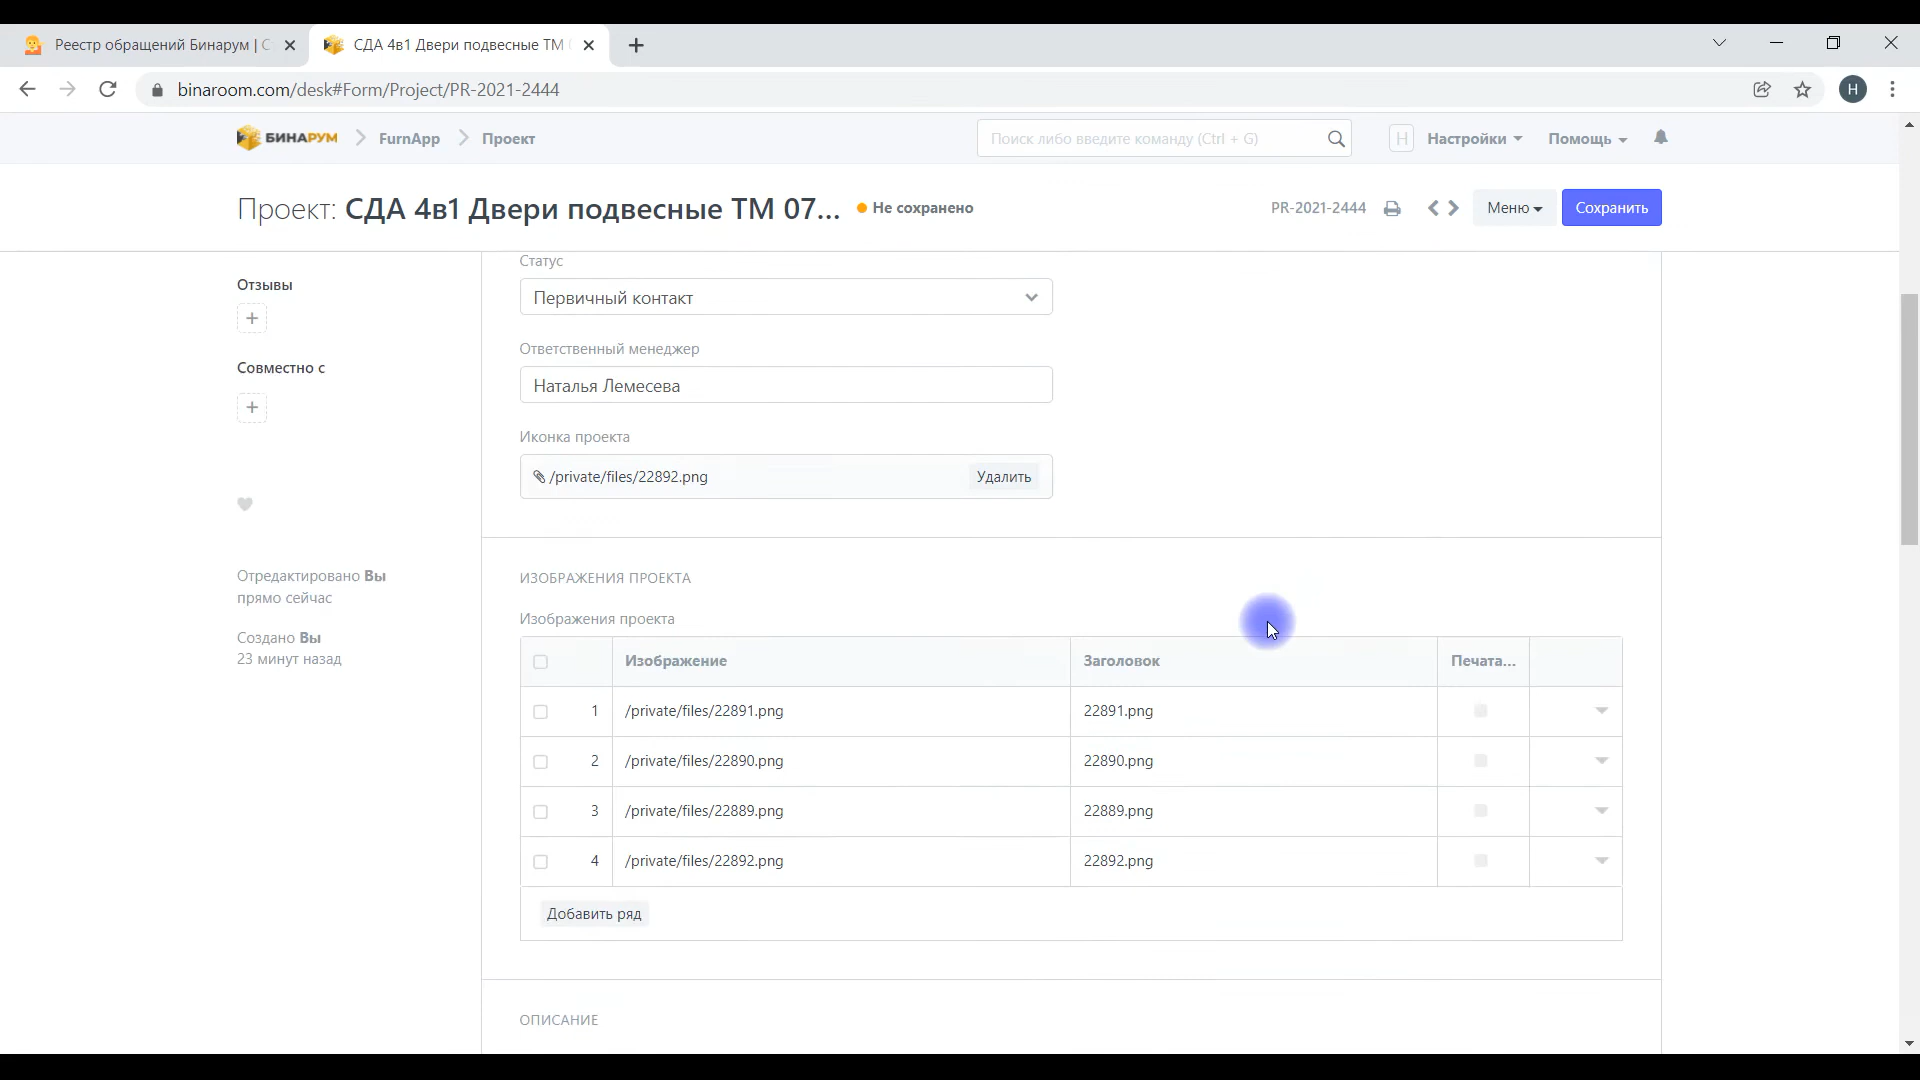 Реестр обращений Бинарум | С
СДА 4в1 Двери подвесные ТМ
binaroom.com/desk#Form/Project/PR-2021-2444
H
БИНАРУМ
FurnApp
Проект
Поиск либо введите команду (Ctrl + G)
H
Настройки
Помощь
Проект: СДА 4в1 Двери подвесные ТМ 07...
Не сохранено
PR-2021-2444
Меню
Сохранить
Отзывы
+
Совместно с
+
Отредактировано Вы
прямо сейчас
Создано Вы
23 минут назад
Статус
Первичный контакт
Ответственный менеджер
Наталья Лемесева
Иконка проекта
/private/files/22892.png
Удалить
ИЗОБРАЖЕНИЯ ПРОЕКТА
Изображения проекта
Изображение Заголовок Печата...
1 /private/files/22891.png 22891.png
2 /private/files/22890.png 22890.png
3 /private/files/22889.png 22889.png
4 /private/files/22892.png 22892.png
Добавить ряд
ОПИСАНИЕ